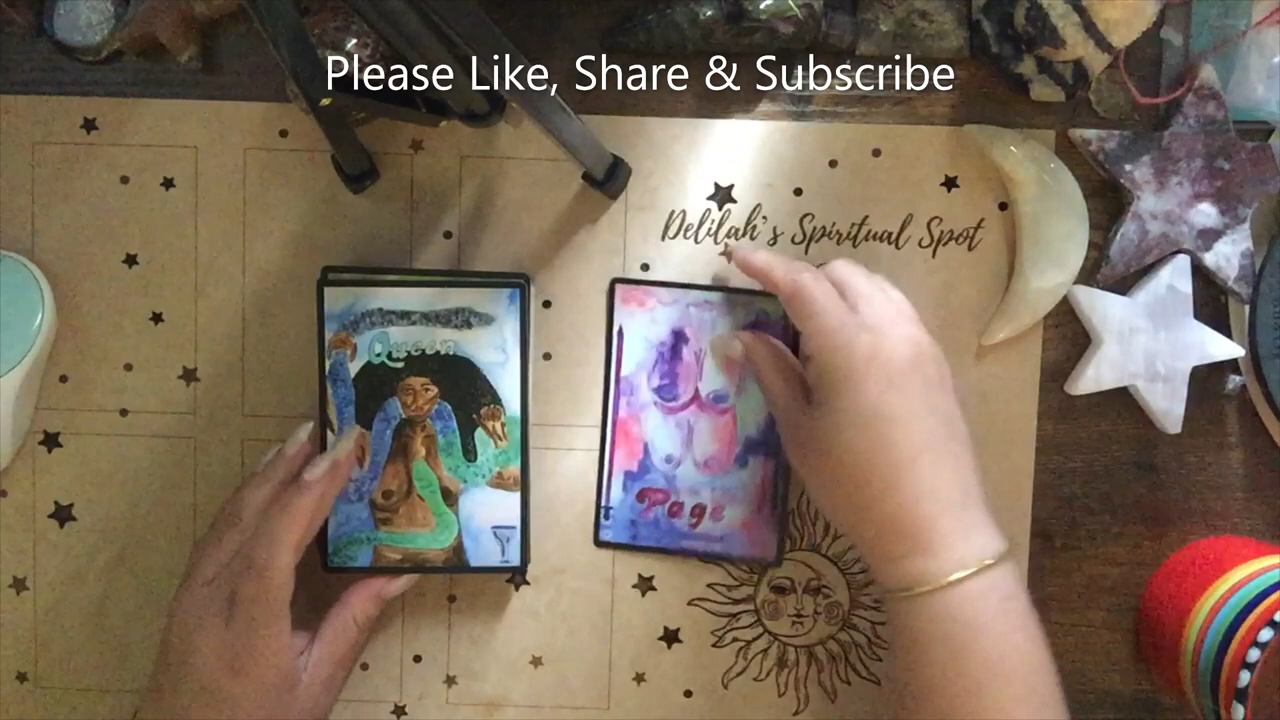 Please Like, Share & Subscribe
Delilah's Spiritual Spot
Queen
Page